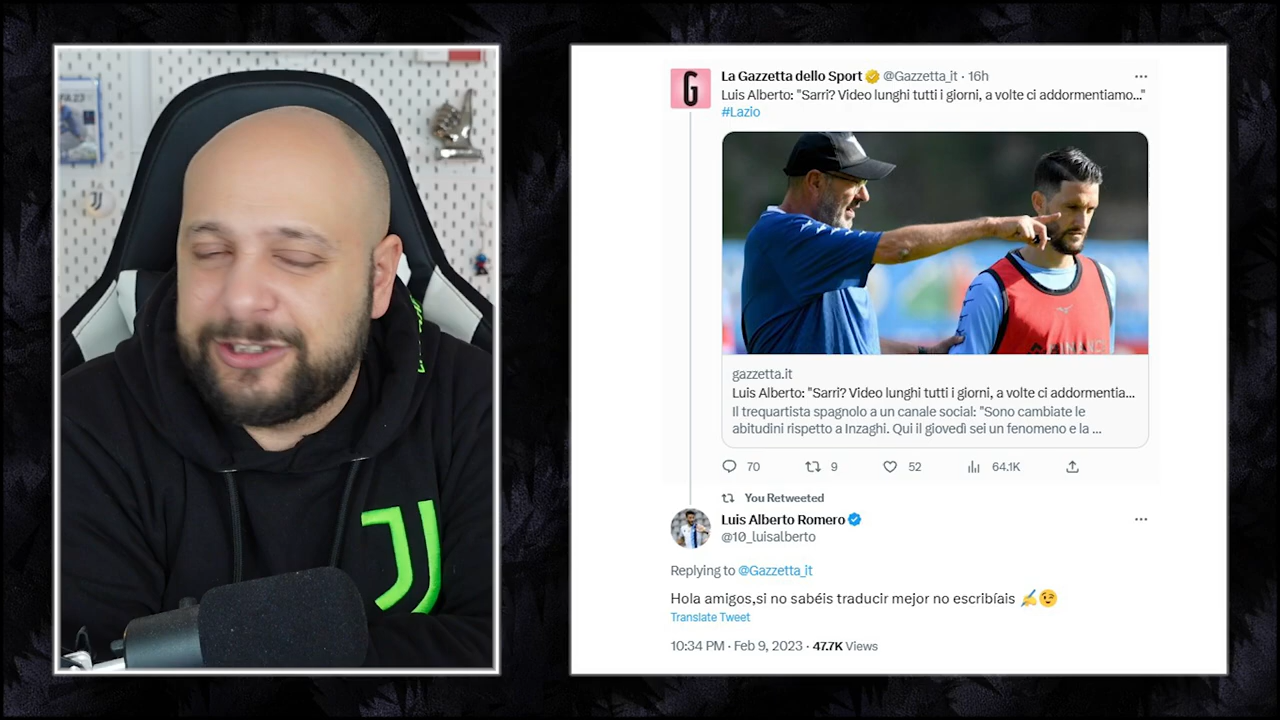 FA 23
La Gazzetta dello Sport @Gazzetta_it · 16h
Luis Alberto: "Sarri? Video lunghi tutti i giorni, a volte ci addormentiamo..."
#Lazio
gazzetta.it
Luis Alberto: "Sarri? Video lunghi tutti i giorni, a volte ci addormentia...
Il trequartista spagnolo a un canale social: "Sono cambiate le
abitudini rispetto a Inzaghi. Qui il giovedì sei un fenomeno e la ...
70 9 52 64.1K
You Retweeted
Luis Alberto Romero
@10_luisalberto
Replying to @Gazzetta_it
Hola amigos,si no sabéis traducir mejor no escribíais ✍️😉
Translate Tweet
10:34 PM · Feb 9, 2023 · 47.7K Views